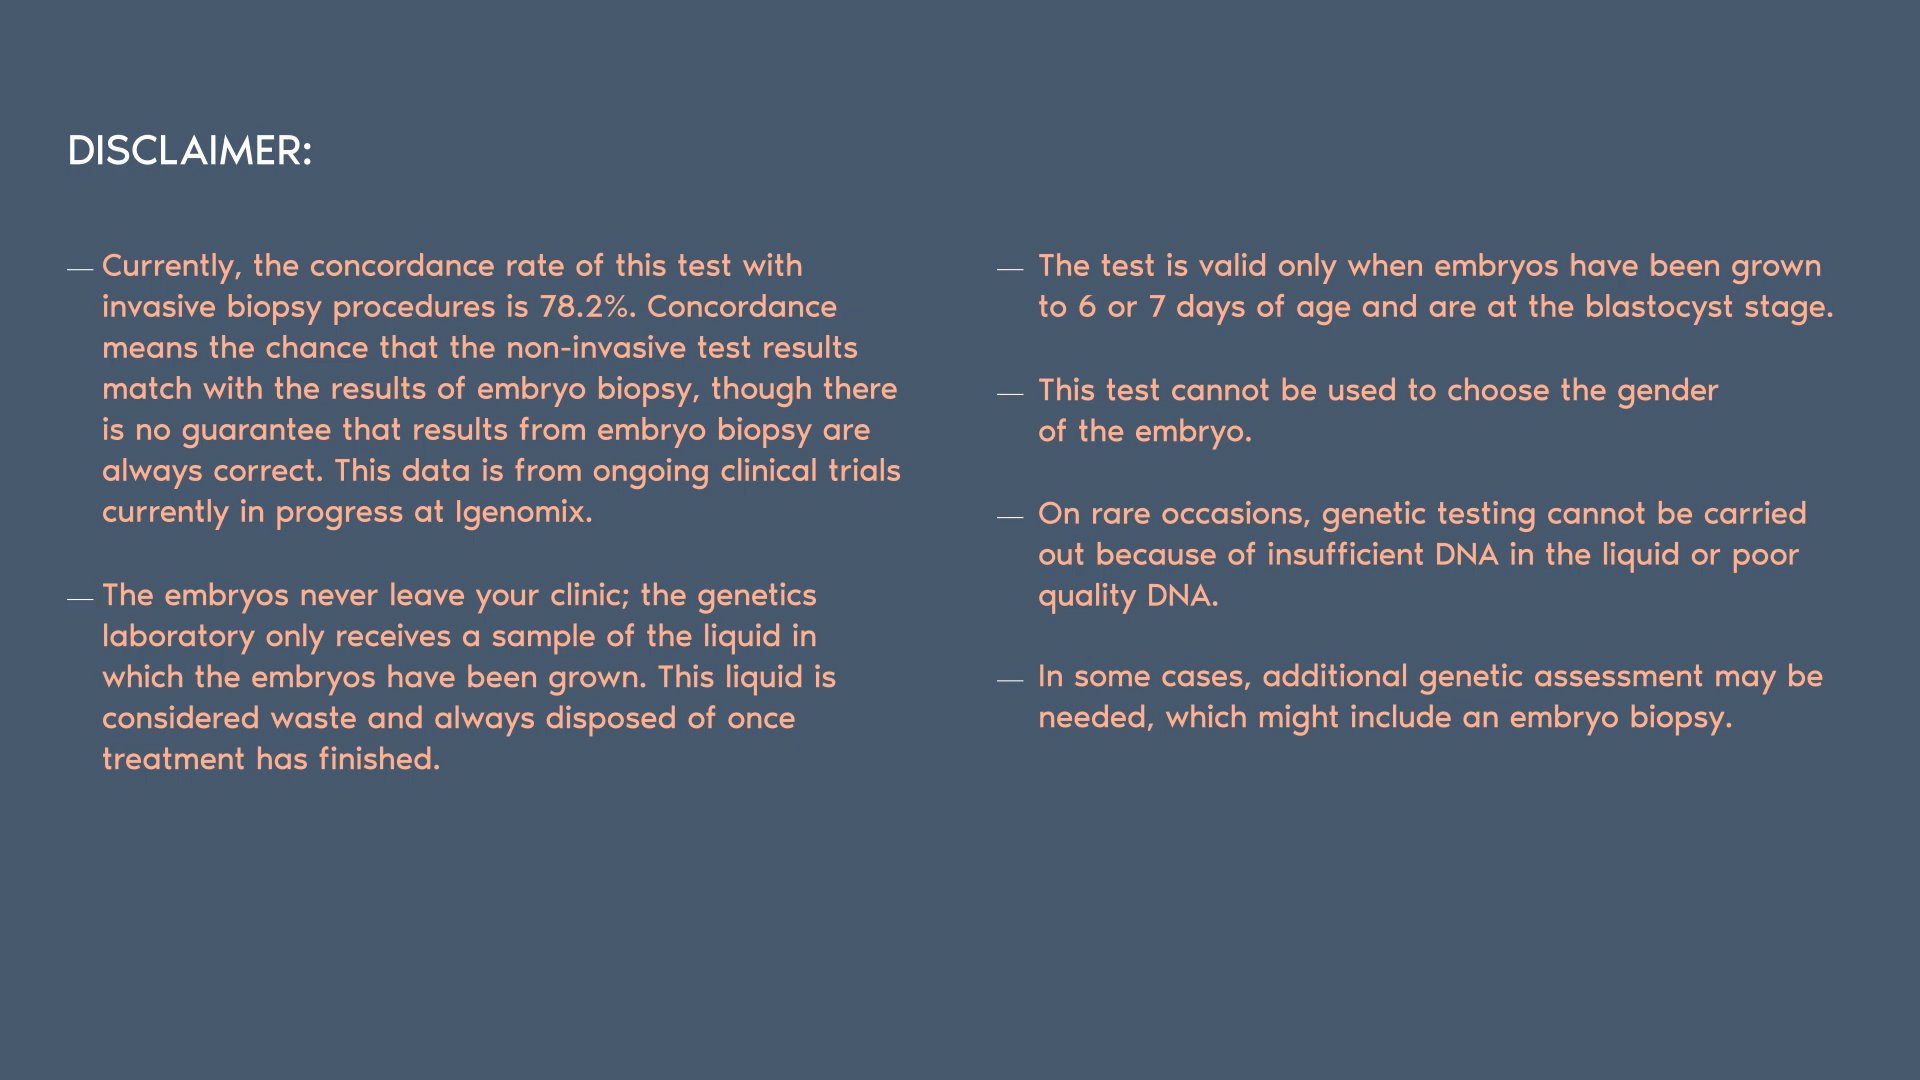 DISCLAIMER:
— Currently, the concordance rate of this test with
invasive biopsy procedures is 78.2%. Concordance
means the chance that the non-invasive test results
match with the results of embryo biopsy, though there
is no guarantee that results from embryo biopsy are
always correct. This data is from ongoing clinical trials
currently in progress at Igenomix.
— The embryos never leave your clinic; the genetics
laboratory only receives a sample of the liquid in
which the embryos have been grown. This liquid is
considered waste and always disposed of once
treatment has finished.
— The test is valid only when embryos have been grown
to 6 or 7 days of age and are at the blastocyst stage.
— This test cannot be used to choose the gender
of the embryo.
— On rare occasions, genetic testing cannot be carried
out because of insufficient DNA in the liquid or poor
quality DNA.
— In some cases, additional genetic assessment may be
needed, which might include an embryo biopsy.